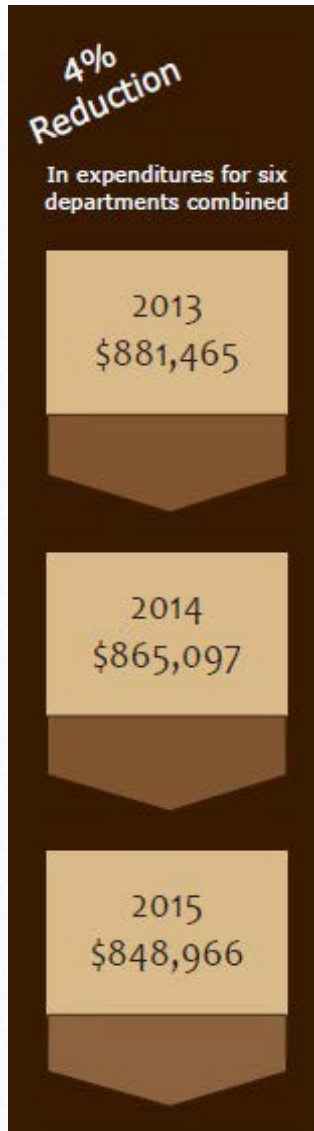 4%
Reduction
In expenditures for six
departments combined
2013
$881,465
2014
$865,097
2015
$848,966